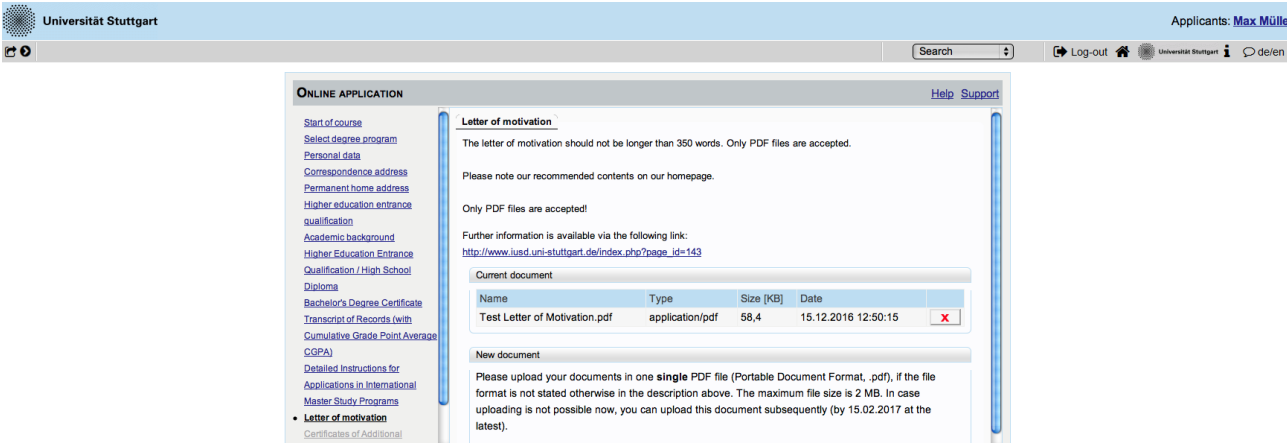 Universität Stuttgart
Applicants: Max Mülle
Search
Log-out
Universität Stuttgart
de/en
ONLINE APPLICATION
Help Support
Start of course
Select degree program
Personal data
Correspondence address
Permanent home address
Higher education entrance
qualification
Academic background
Higher Education Entrance
Qualification / High School
Diploma
Bachelor's Degree Certificate
Transcript of Records (with
Cumulative Grade Point Average
CGPA)
Detailed Instructions for
Applications in International
Master Study Programs
• Letter of motivation
Certificates of Additional
Letter of motivation
The letter of motivation should not be longer than 350 words. Only PDF files are accepted.
Please note our recommended contents on our homepage.
Only PDF files are accepted!
Further information is available via the following link:
http://www.iusd.uni-stuttgart.de/index.php?page_id=143
Current document
Name Type Size [KB] Date
Test Letter of Motivation.pdf application/pdf 58,4 15.12.2016 12:50:15 X
New document
Please upload your documents in one single PDF file (Portable Document Format, .pdf), if the file
format is not stated otherwise in the description above. The maximum file size is 2 MB. In case
uploading is not possible now, you can upload this document subsequently (by 15.02.2017 at the
latest).